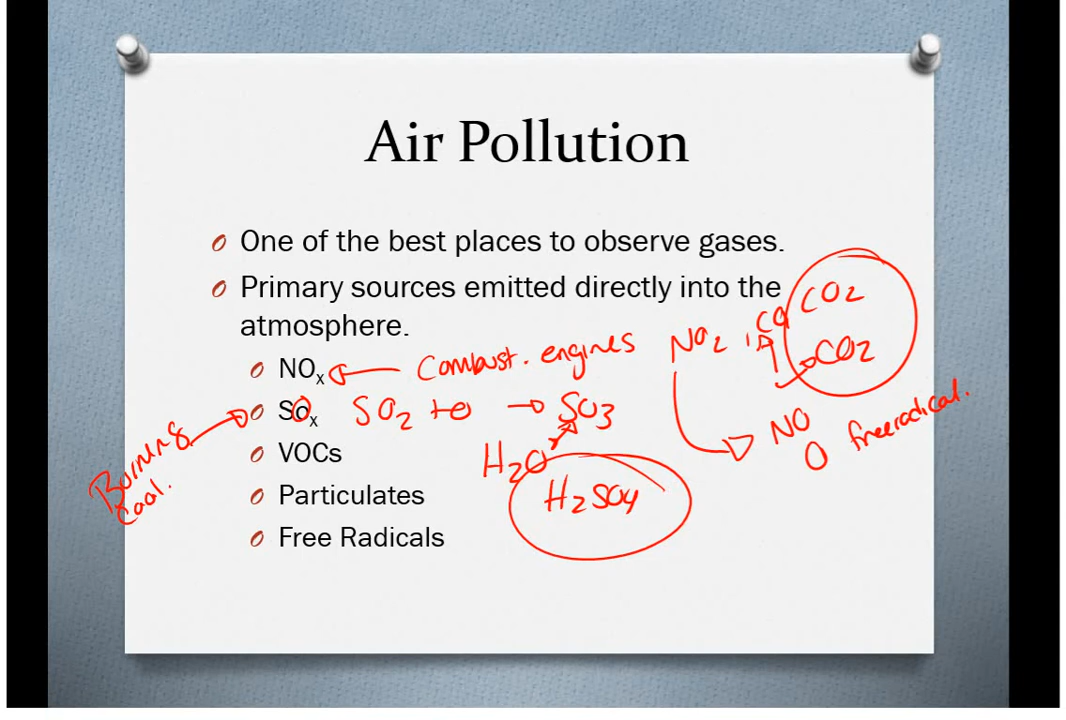 Air Pollution
One of the best places to observe gases.
Primary sources emitted directly into the
atmosphere.
CO2
NOx Combust. engines NO2, CO CO2
SOx SO2 + O → SO3
NO
O free radical.
Burning
Coal.
VOCs H2O
Particulates H2SO4
Free Radicals